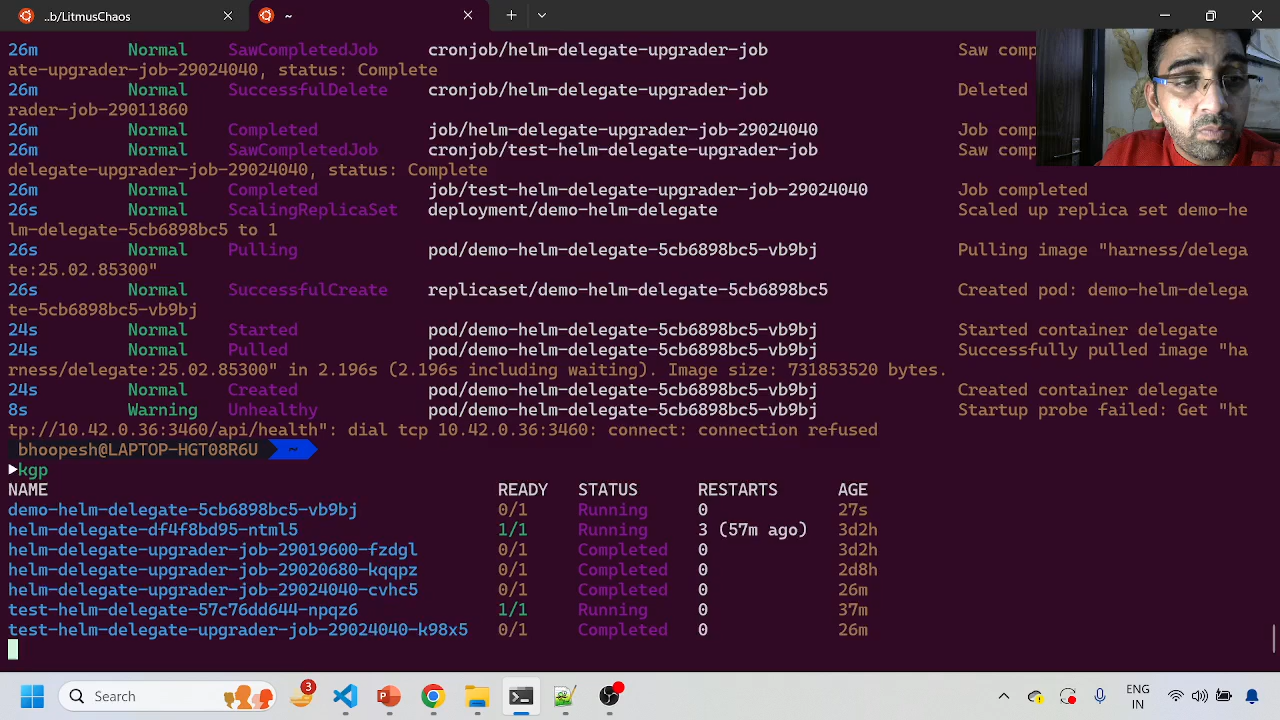 ..b/LitmusChaos
~
26m Normal SawCompletedJob cronjob/helm-delegate-upgrader-job Saw comp
ate-upgrader-job-29024040, status: Complete
26m Normal SuccessfulDelete cronjob/helm-delegate-upgrader-job Deleted
rader-job-29011860
26m Normal Completed job/helm-delegate-upgrader-job-29024040 Job comp
26m Normal SawCompletedJob cronjob/test-helm-delegate-upgrader-job Saw comp
delegate-upgrader-job-29024040, status: Complete
26m Normal Completed job/test-helm-delegate-upgrader-job-29024040 Job completed
26s Normal ScalingReplicaSet deployment/demo-helm-delegate Scaled up replica set demo-he
lm-delegate-5cb6898bc5 to 1
26s Normal Pulling pod/demo-helm-delegate-5cb6898bc5-vb9bj Pulling image "harness/delega
te:25.02.85300"
26s Normal SuccessfulCreate replicaset/demo-helm-delegate-5cb6898bc5 Created pod: demo-helm-delega
te-5cb6898bc5-vb9bj
24s Normal Started pod/demo-helm-delegate-5cb6898bc5-vb9bj Started container delegate
24s Normal Pulled pod/demo-helm-delegate-5cb6898bc5-vb9bj Successfully pulled image "ha
rness/delegate:25.02.85300" in 2.196s (2.196s including waiting). Image size: 731853520 bytes.
24s Normal Created pod/demo-helm-delegate-5cb6898bc5-vb9bj Created container delegate
8s Warning Unhealthy pod/demo-helm-delegate-5cb6898bc5-vb9bj Startup probe failed: Get "ht
tp://10.42.0.36:3460/api/health": dial tcp 10.42.0.36:3460: connect: connection refused
bhoopesh@LAPTOP-HGT08R6U ~
kgp
NAME READY STATUS RESTARTS AGE
demo-helm-delegate-5cb6898bc5-vb9bj 0/1 Running 0 27s
helm-delegate-df4f8bd95-ntml5 1/1 Running 3 (57m ago) 3d2h
helm-delegate-upgrader-job-29019600-fzdgl 0/1 Completed 0 3d2h
helm-delegate-upgrader-job-29020680-kqqpz 0/1 Completed 0 2d8h
helm-delegate-upgrader-job-29024040-cvhc5 0/1 Completed 0 26m
test-helm-delegate-57c76dd644-npqz6 1/1 Running 0 37m
test-helm-delegate-upgrader-job-29024040-k98x5 0/1 Completed 0 26m
Search
3
ENG
IN